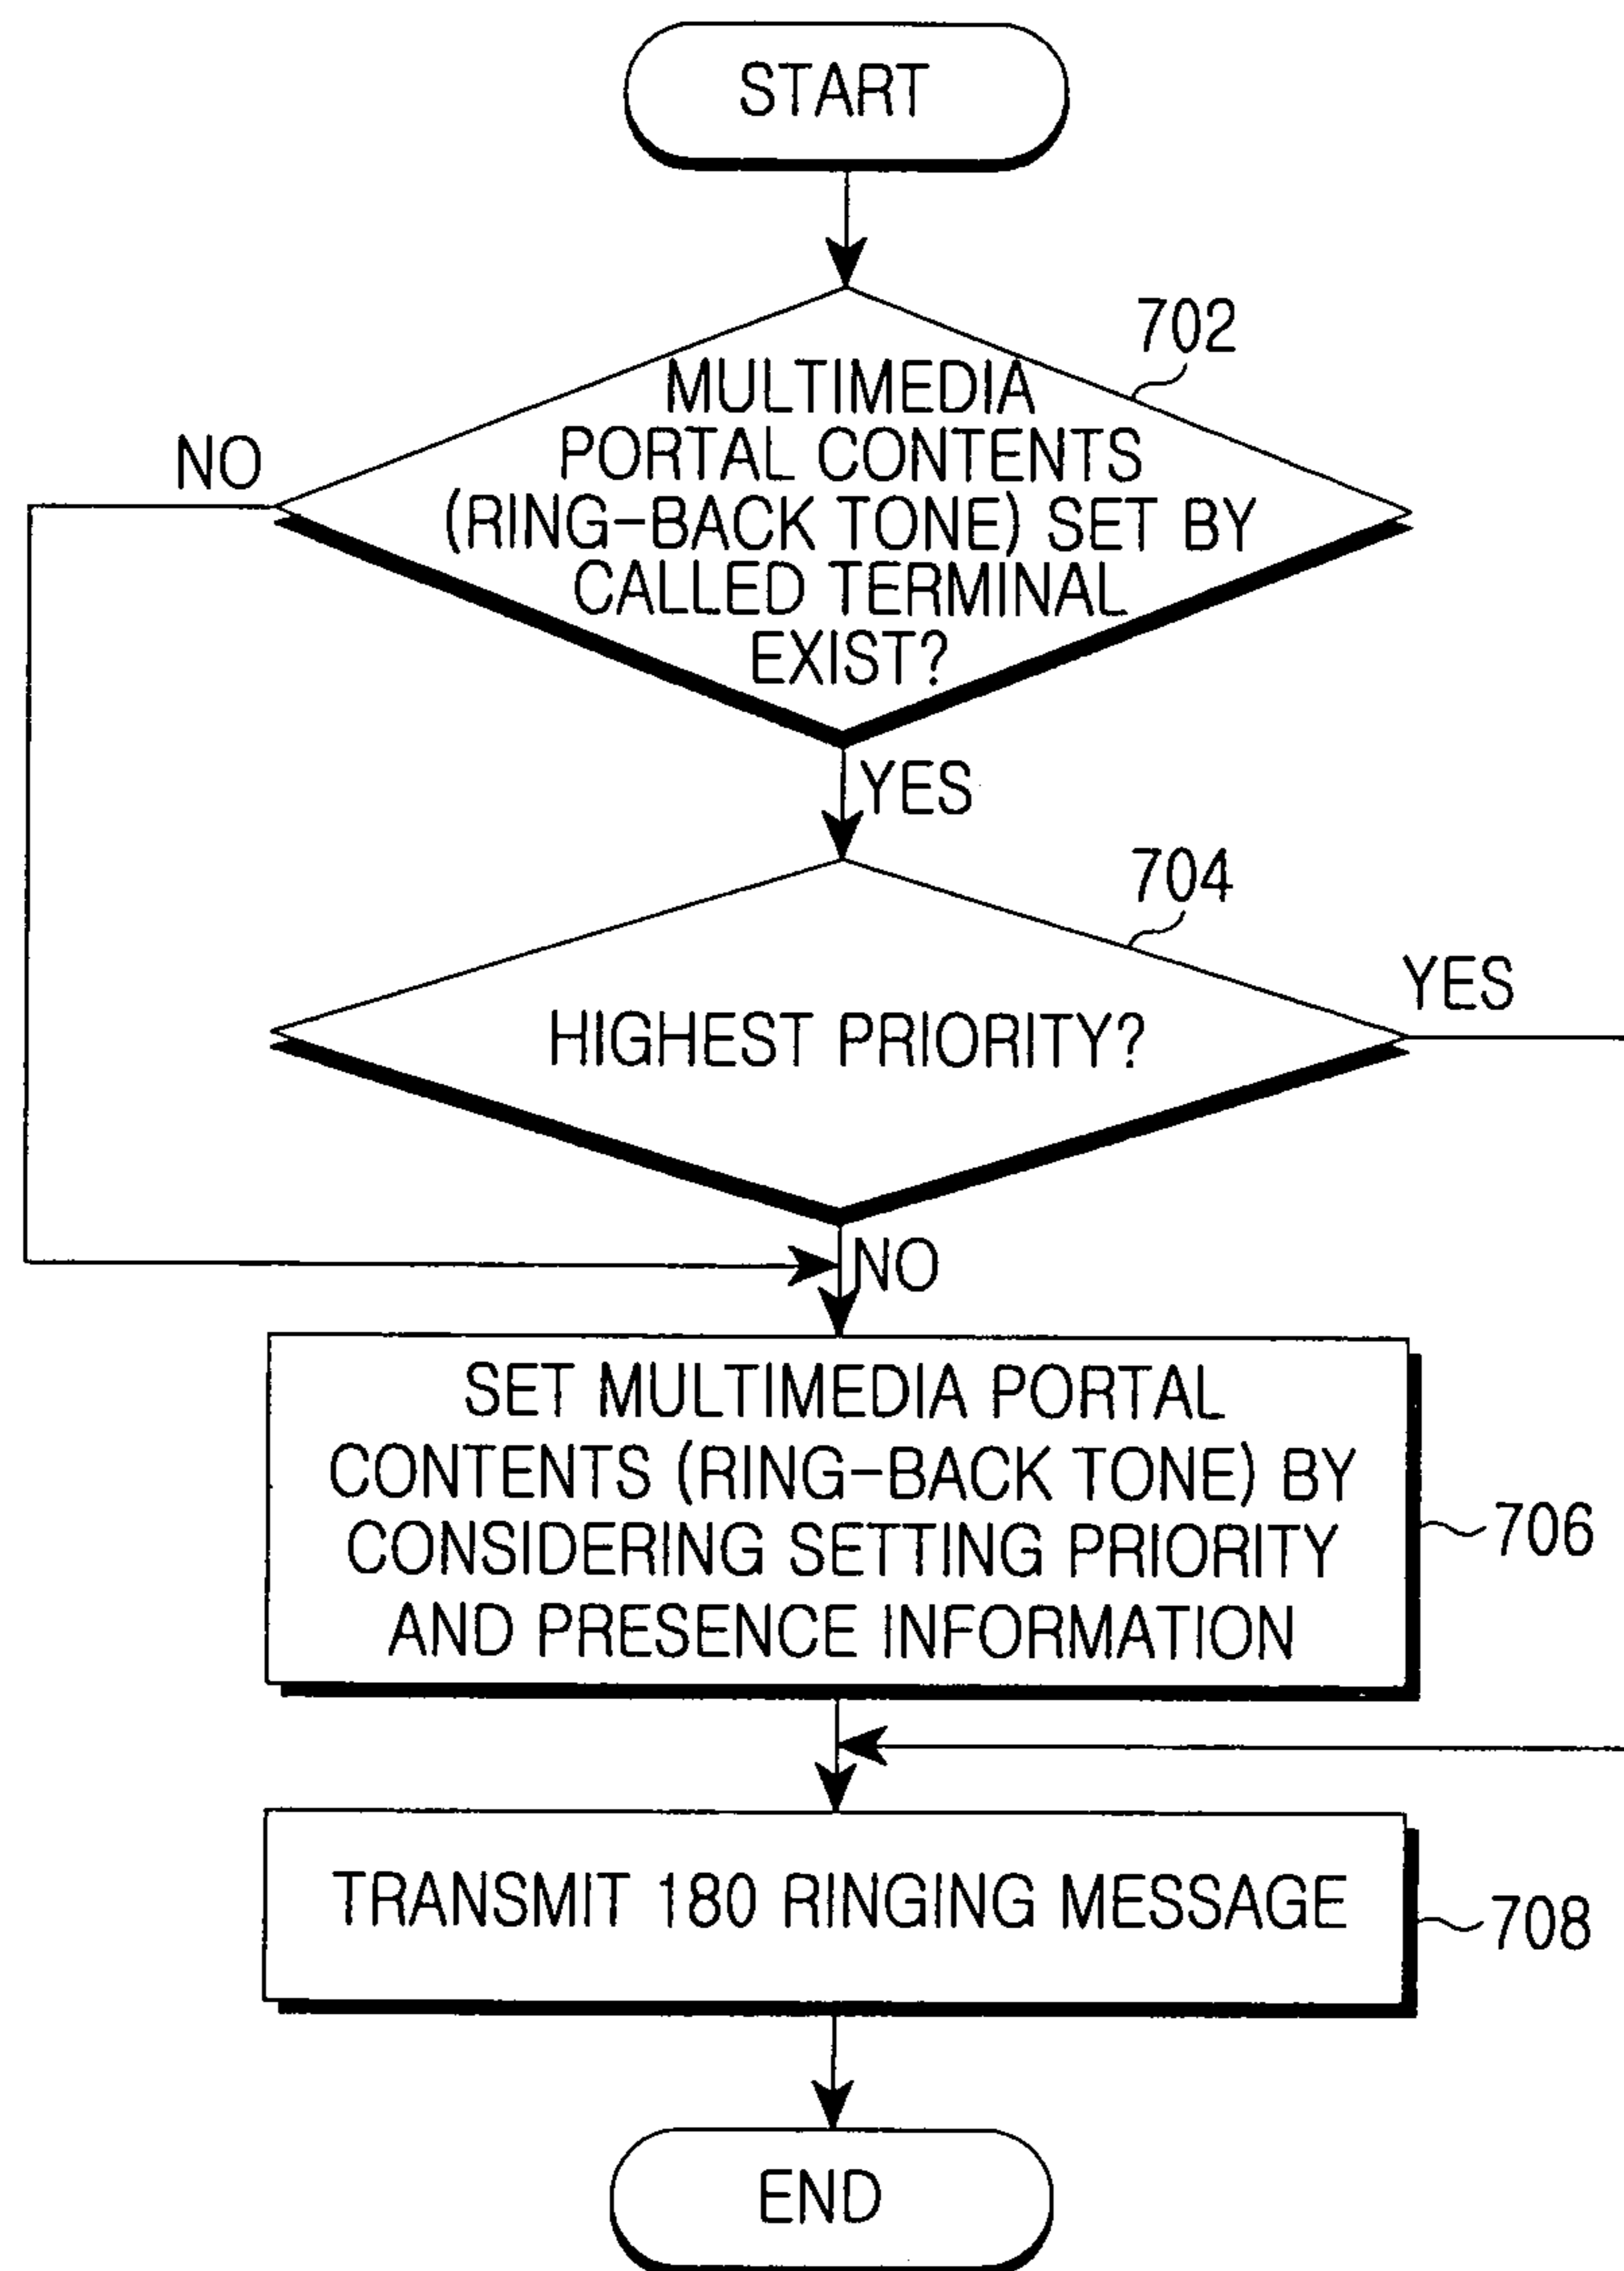 START
702
MULTIMEDIA
PORTAL CONTENTS
(RING-BACK TONE) SET BY
CALLED TERMINAL
EXIST?
NO
YES
704
HIGHEST PRIORITY?
YES
NO
SET MULTIMEDIA PORTAL
CONTENTS (RING-BACK TONE) BY
CONSIDERING SETTING PRIORITY
AND PRESENCE INFORMATION
706
TRANSMIT 180 RINGING MESSAGE
708
END